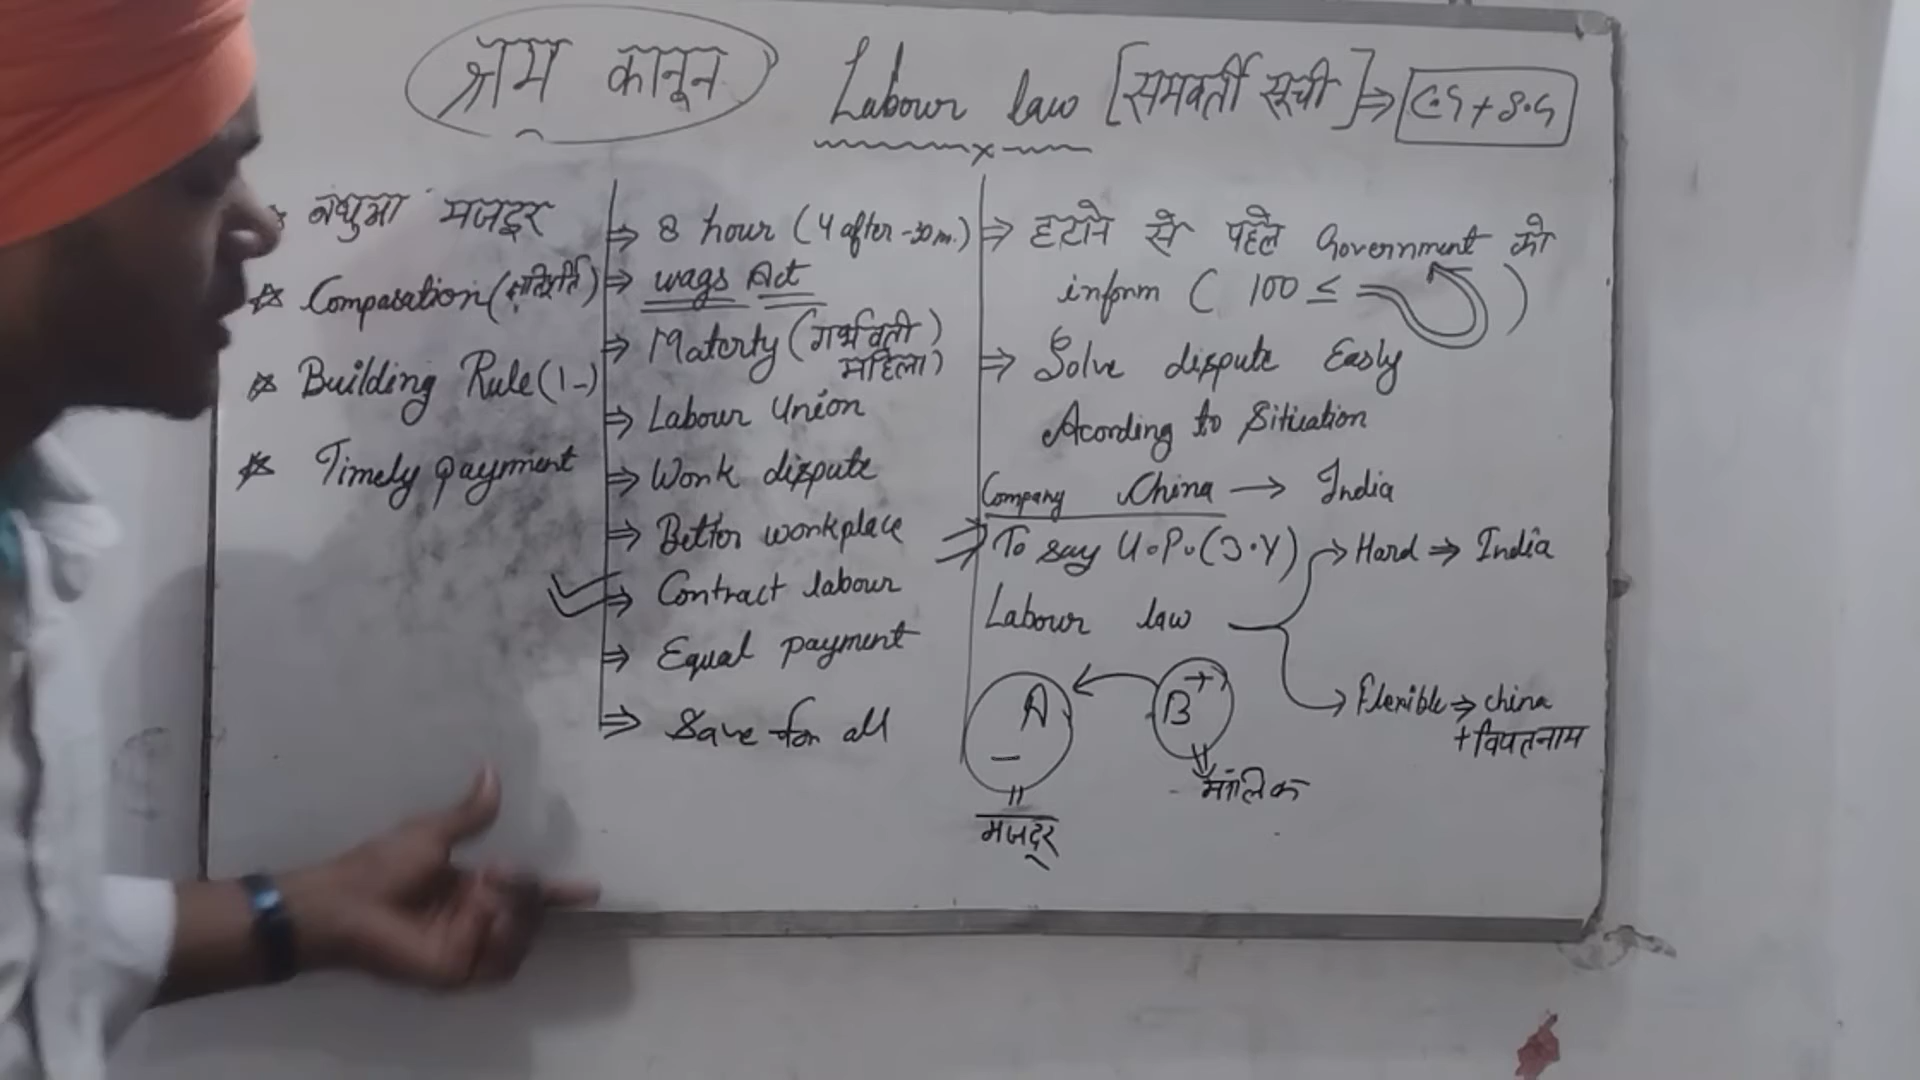 श्रम कानून Labour law [समवर्ती सूची] ⇒ C.G + S.G
बंधुआ मजदूर
☆ Compasation (क्षतिपूर्ति)
☆ Building Rule (1-)
☆ Timely payment
⇒ 8 hour (4 after -30m.)
⇒ wags Act
⇒ Materty (गर्भवती
महिला)
⇒ Labour Union
⇒ Work dispute
⇒ Better workplace
⇒ Contract labour
⇒ Equal payment
⇒ Save for all
⇒ हटाने से पहले Government को
inform ( 100 ≤ )
⇒ Solve dispute Easly
Acording to Situation
Company China → India
⇒ To say U.P. (3.Y)
Labour law
→ Hard ⇒ India
→ Flexible ⇒ china
+ वियतनाम
A ← B +
−
मालिक
मजदूर